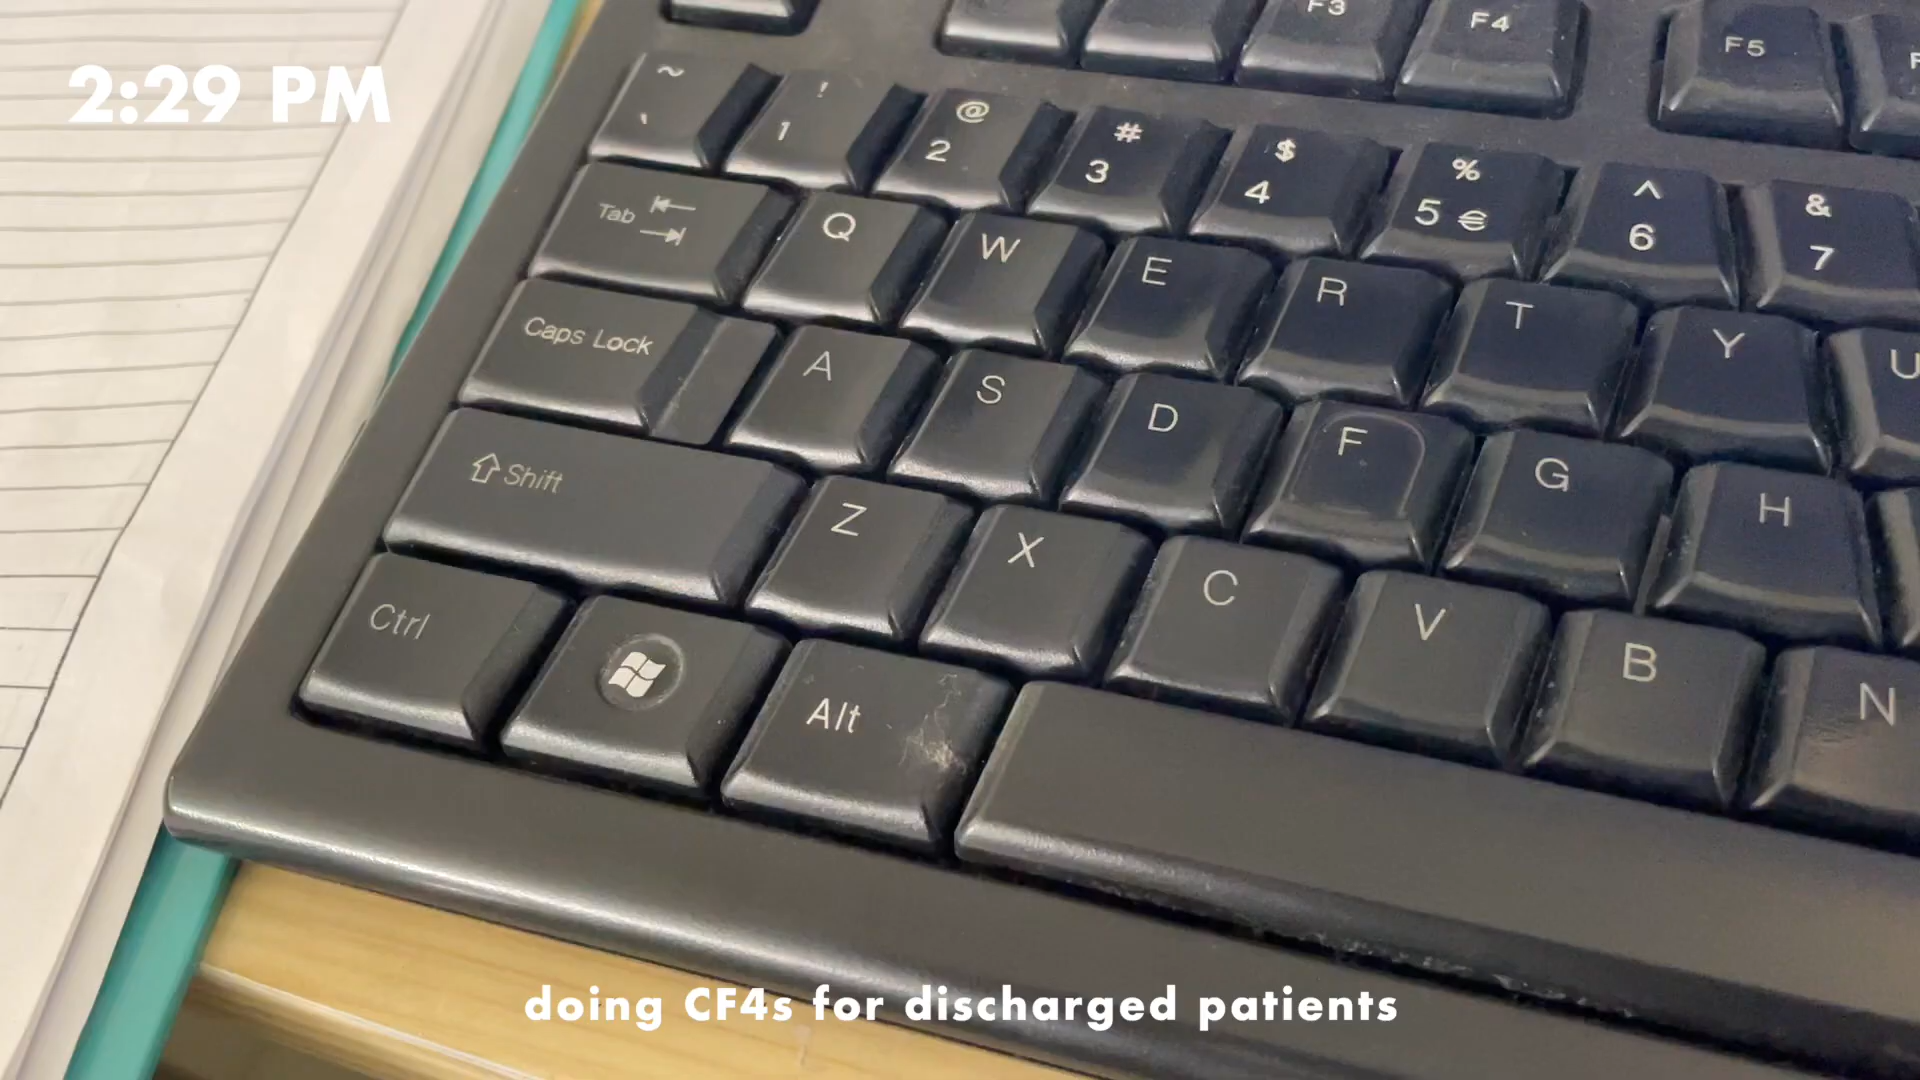 2:29 PM
F3 F4 F5
~ ! @ # $ % ^ &
` 1 2 3 4 5 € 6 7
Tab Q W E R T Y U
Caps Lock A S D F G H
Shift Z X C V B N
Ctrl Alt
doing CF4s for discharged patients